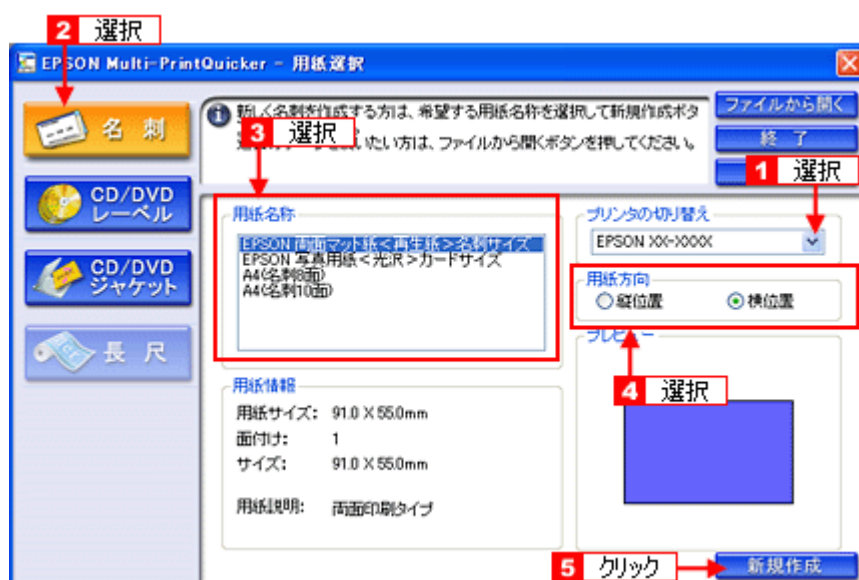 2 選択
EPSON Multi-PrintQuicker - 用紙選択
名 刺
新しく名刺を作成する方は、希望する用紙名称を選択して新規作成ボタ
いたい方は、ファイルから開くボタンを押してください。
ファイルから開く
終 了
3 選択
1 選択
CD/DVD
レーベル
用紙名称
EPSON 両面マット紙<再生紙>名刺サイズ
EPSON 写真用紙<光沢>カードサイズ
A4(名刺8面)
A4(名刺10面)
プリンタの切り替え
EPSON XX-XXXX
CD/DVD
ジャケット
用紙方向
縦位置
横位置
長 尺
プレビュー
4 選択
用紙情報
用紙サイズ: 91.0 X 55.0mm
面付け: 1
サイズ: 91.0 X 55.0mm
用紙説明: 両面印刷タイプ
5 クリック
新規作成